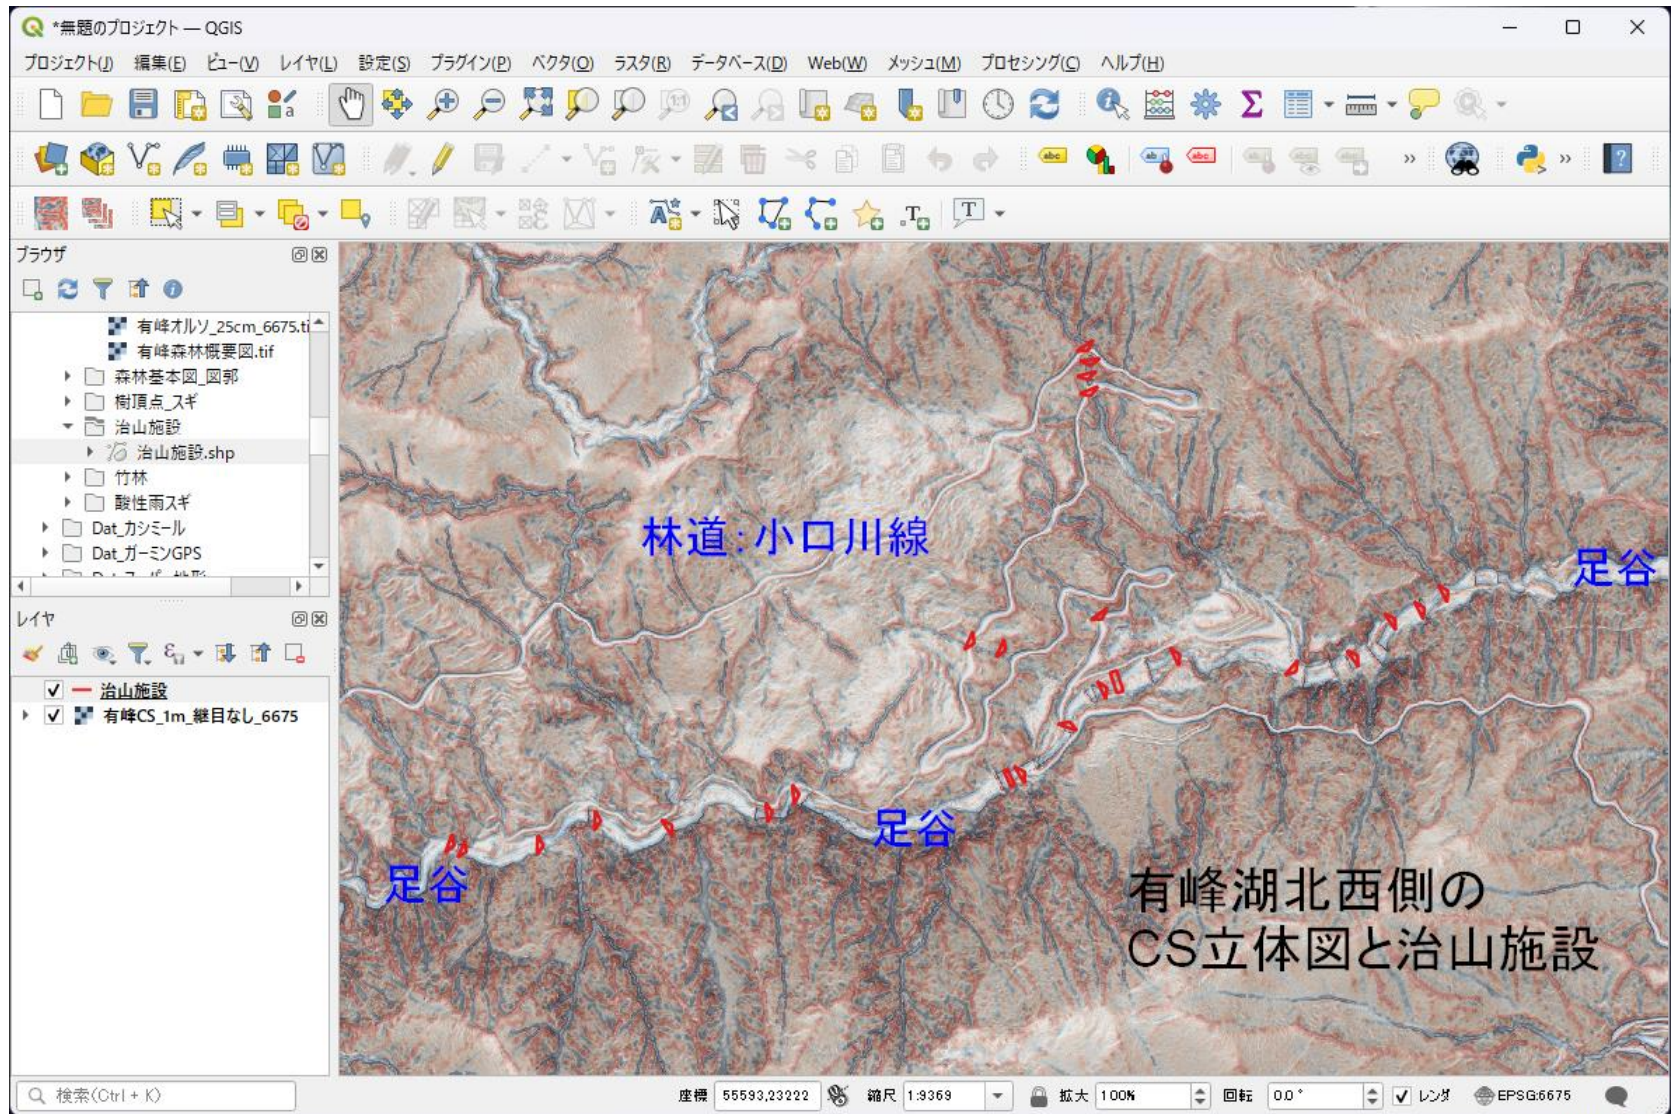 *無題のプロジェクト — QGIS
プロジェクト(J) 編集(E) ビュー(V) レイヤ(L) 設定(S) プラグイン(P) ベクタ(O) ラスタ(R) データベース(D) Web(W) メッシュ(M) プロセシング(C) ヘルプ(H)
ブラウザ
有峰オルソ_25cm_6675.ti
有峰森林概要図.tif
森林基本図_図郭
樹頂点_スギ
治山施設
治山施設.shp
竹林
酸性雨スギ
Dat_カシミール
Dat_ガーミンGPS
レイヤ
治山施設
有峰CS_1m_継目なし_6675
林道:小口川線
足谷
足谷
足谷
有峰湖北西側の
CS立体図と治山施設
検索(Ctrl + K)
座標 55593,23222 縮尺 1:9369 拡大 100% 回転 0.0 ° レンダ EPSG:6675